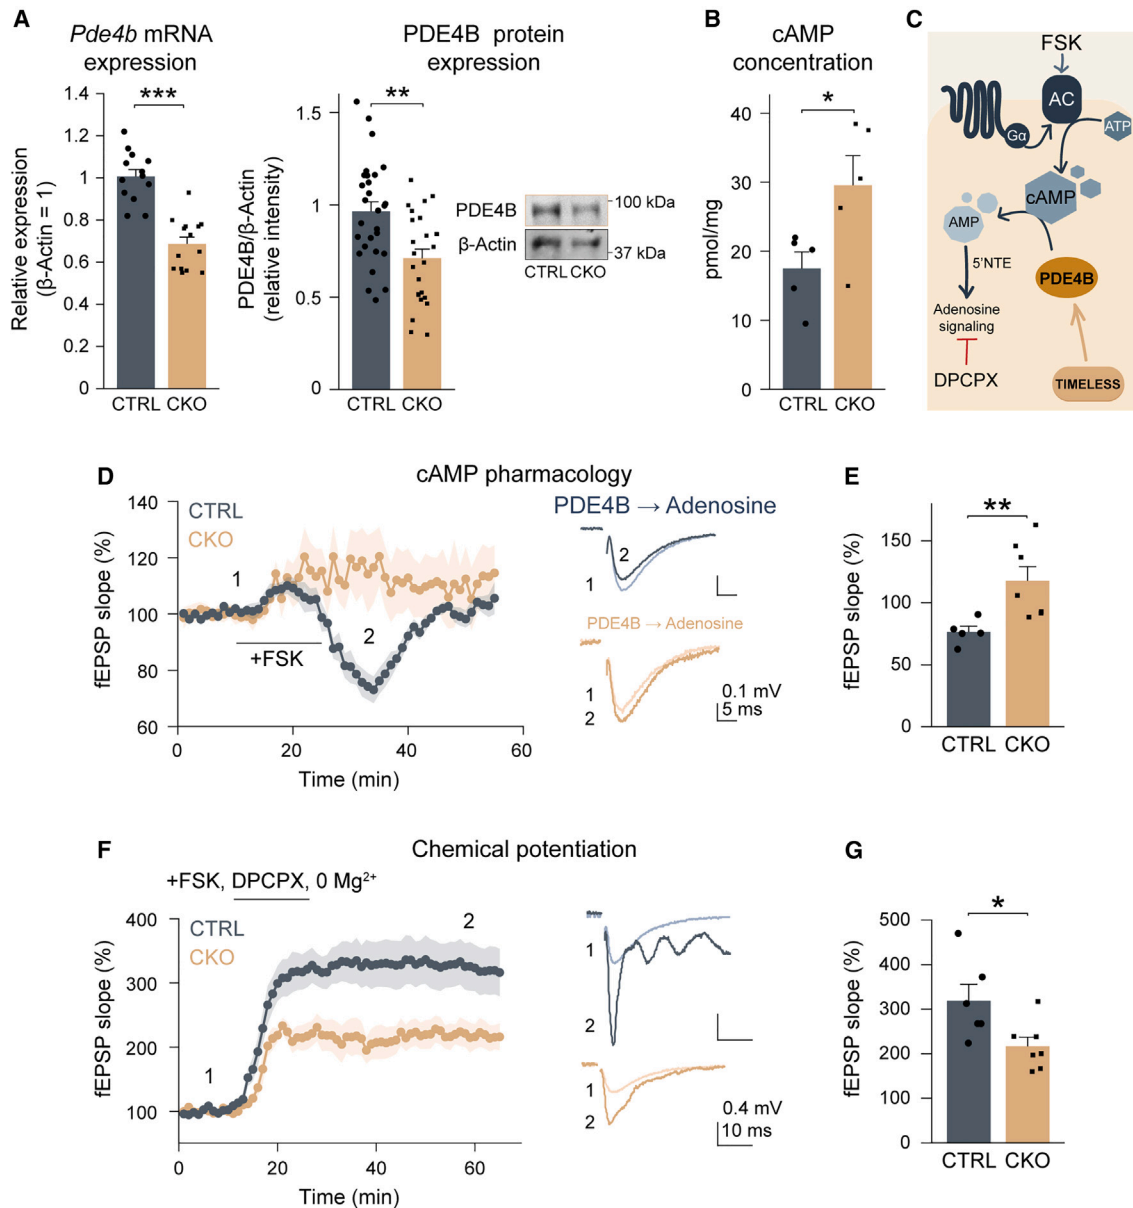 A
Pde4b mRNA
expression
***
Relative expression
(β-Actin = 1)
1.4
1.2
1
0.8
0.6
0.4
0.2
0
CTRL CKO
PDE4B protein
expression
**
PDE4B/β-Actin
(relative intensity)
1.5
1
0.5
0
CTRL CKO
PDE4B
β-Actin
100 kDa
37 kDa
CTRL CKO
B
cAMP
concentration
*
pmol/mg
40
30
20
10
0
CTRL CKO
C
FSK
AC
Gα
ATP
cAMP
AMP
5'NTE
PDE4B
Adenosine
signaling
DPCPX
TIMELESS
D
cAMP pharmacology
fEPSP slope (%)
140
120
100
80
60
CTRL
CKO
1
+FSK
2
0 20 40 60
Time (min)
PDE4B → Adenosine
2
1
PDE4B → Adenosine
1
2
0.1 mV
5 ms
E
**
fEPSP slope (%)
150
100
50
0
CTRL CKO
F
Chemical potentiation
+FSK, DPCPX, 0 Mg2+
fEPSP slope (%)
400
300
200
100
CTRL
CKO
1
2
0 20 40 60
Time (min)
1
2
1
2
0.4 mV
10 ms
G
*
fEPSP slope (%)
500
400
300
200
100
0
CTRL CKO